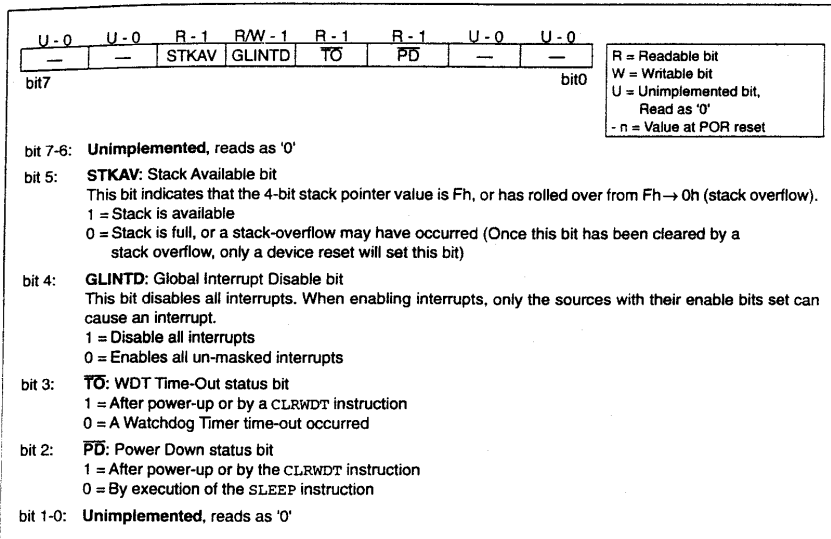 U - 0 U - 0 R - 1 R/W - 1 R - 1 R - 1 U - 0 U - 0
— — STKAV GLINTD T̅O̅ P̅D̅ — —
bit7 bit0
R = Readable bit
W = Writable bit
U = Unimplemented bit,
Read as '0'
- n = Value at POR reset
bit 7-6: Unimplemented, reads as '0'
bit 5: STKAV: Stack Available bit
This bit indicates that the 4-bit stack pointer value is Fh, or has rolled over from Fh→ 0h (stack overflow).
1 = Stack is available
0 = Stack is full, or a stack-overflow may have occurred (Once this bit has been cleared by a
stack overflow, only a device reset will set this bit)
bit 4: GLINTD: Global Interrupt Disable bit
This bit disables all interrupts. When enabling interrupts, only the sources with their enable bits set can
cause an interrupt.
1 = Disable all interrupts
0 = Enables all un-masked interrupts
bit 3: T̅O̅: WDT Time-Out status bit
1 = After power-up or by a CLRWDT instruction
0 = A Watchdog Timer time-out occurred
bit 2: P̅D̅: Power Down status bit
1 = After power-up or by the CLRWDT instruction
0 = By execution of the SLEEP instruction
bit 1-0: Unimplemented, reads as '0'